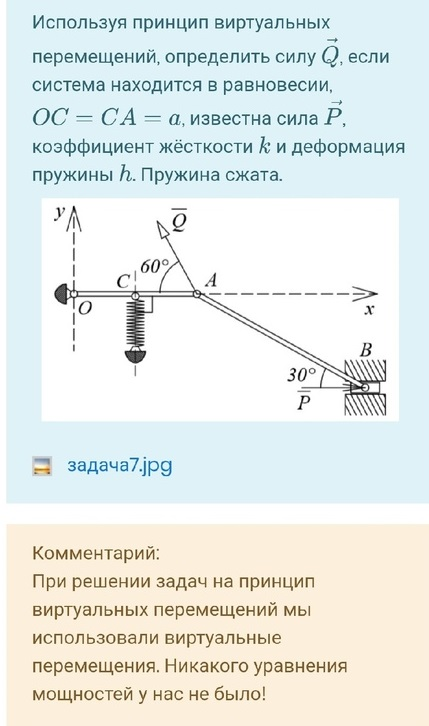 Используя принцип виртуальных
перемещений, определить силу $\vec{Q}$, если
система находится в равновесии,
OC = CA = a, известна сила $\vec{P}$,
коэффициент жёсткости k и деформация
пружины h. Пружина сжата.
y
$\overline{Q}$
C
60°
A
O
x
B
30°
$\overline{P}$
задача7.jpg
Комментарий:
При решении задач на принцип
виртуальных перемещений мы
использовали виртуальные
перемещения. Никакого уравнения
мощностей у нас не было!